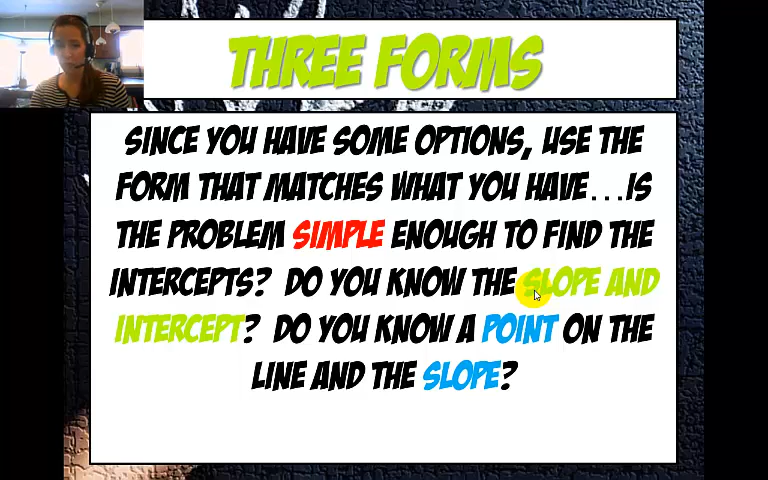 THREE FORMS
SINCE YOU HAVE SOME OPTIONS, USE THE
FORM THAT MATCHES WHAT YOU HAVE...IS
THE PROBLEM SIMPLE ENOUGH TO FIND THE
INTERCEPTS? DO YOU KNOW THE SLOPE AND
INTERCEPT? DO YOU KNOW A POINT ON THE
LINE AND THE SLOPE?